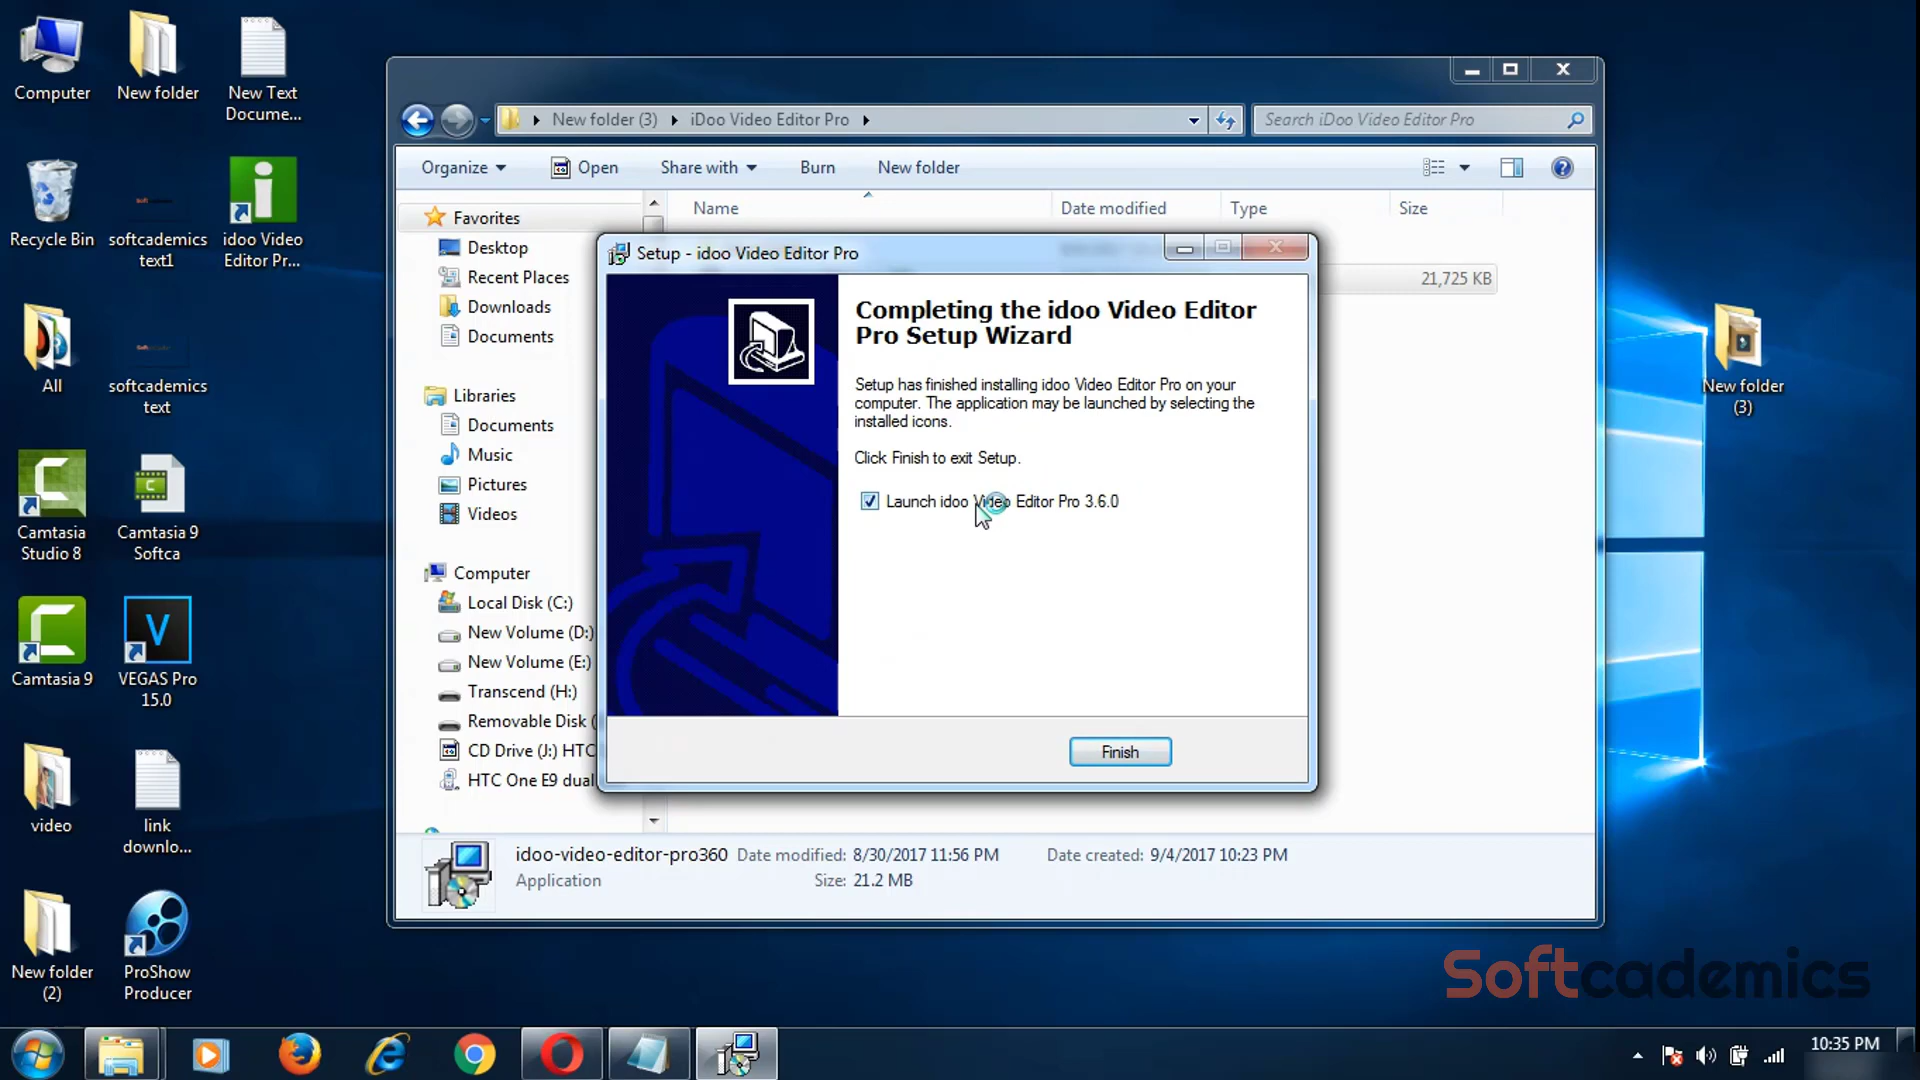 Computer
New folder
New Text
Docume...
Recycle Bin
softcademics
text1
idoo Video
Editor Pr...
All
softcademics
text
Camtasia
Studio 8
Camtasia 9
Softca
Camtasia 9
VEGAS Pro
15.0
video
link
downlo...
New folder
(2)
ProShow
Producer
New folder (3)
iDoo Video Editor Pro
Search iDoo Video Editor Pro
Organize
Open
Share with
Burn
New folder
Name
Date modified
Type
Size
21,725 KB
Favorites
Desktop
Recent Places
Downloads
Documents
Libraries
Documents
Music
Pictures
Videos
Computer
Local Disk (C:)
New Volume (D:)
New Volume (E:)
Transcend (H:)
Removable Disk (
CD Drive (J:) HTC
HTC One E9 dual
Setup - idoo Video Editor Pro
Completing the idoo Video Editor
Pro Setup Wizard
Setup has finished installing idoo Video Editor Pro on your
computer. The application may be launched by selecting the
installed icons.
Click Finish to exit Setup.
Launch idoo Video Editor Pro 3.6.0
Finish
idoo-video-editor-pro360
Date modified: 8/30/2017 11:56 PM
Date created: 9/4/2017 10:23 PM
Application
Size: 21.2 MB
New folder
(3)
Softcademics
10:35 PM